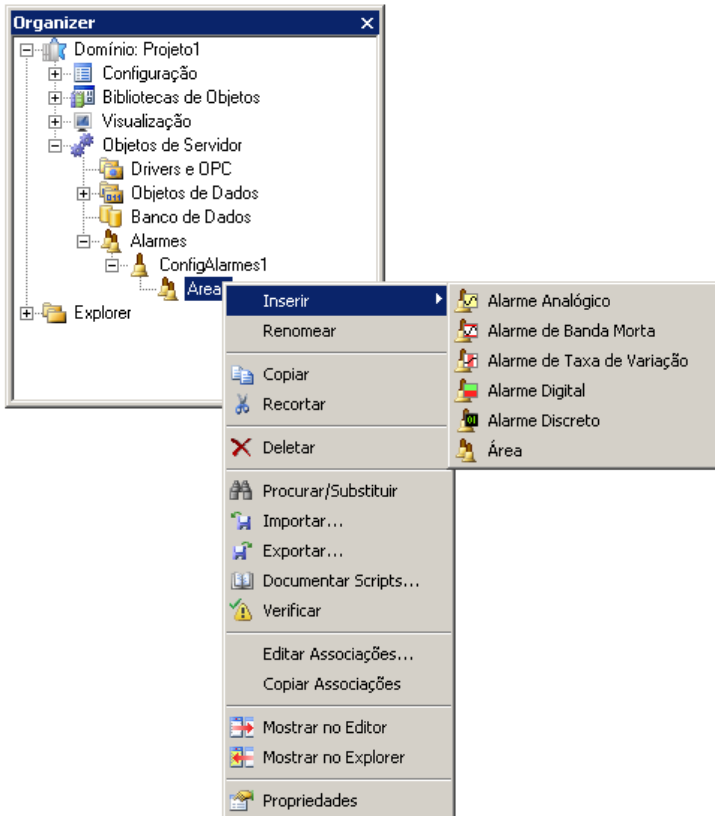 Organizer
Domínio: Projeto1
Configuração
Bibliotecas de Objetos
Visualização
Objetos de Servidor
Drivers e OPC
Objetos de Dados
Banco de Dados
Alarmes
ConfigAlarmes1
Area
Explorer
Inserir
Renomear
Copiar
Recortar
Deletar
Procurar/Substituir
Importar...
Exportar...
Documentar Scripts...
Verificar
Editar Associações...
Copiar Associações
Mostrar no Editor
Mostrar no Explorer
Propriedades
Alarme Analógico
Alarme de Banda Morta
Alarme de Taxa de Variação
Alarme Digital
Alarme Discreto
Área